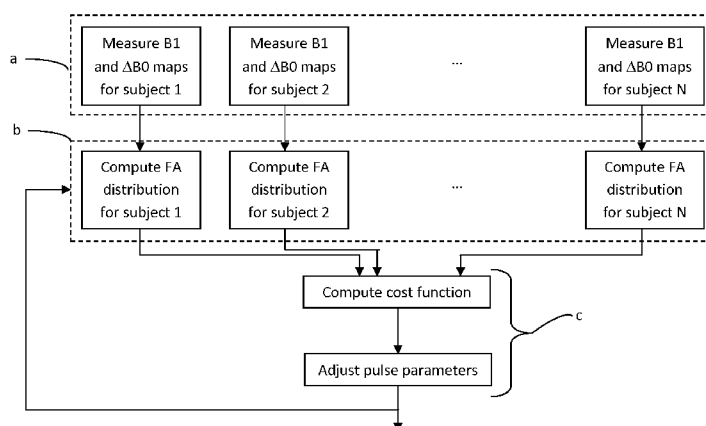 a
Measure B1
and ΔB0 maps
for subject 1
Measure B1
and ΔB0 maps
for subject 2
...
Measure B1
and ΔB0 maps
for subject N
b
Compute FA
distribution
for subject 1
Compute FA
distribution
for subject 2
...
Compute FA
distribution
for subject N
Compute cost function
c
Adjust pulse parameters